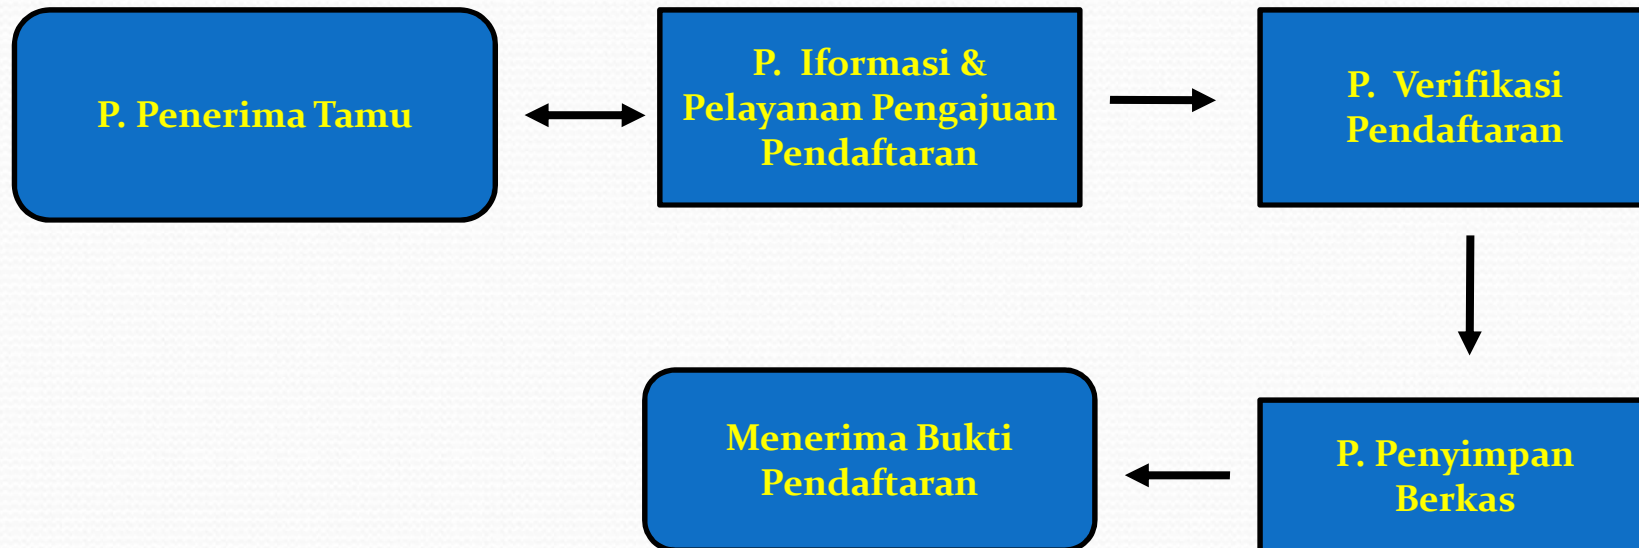 P. Penerima Tamu
P. Iformasi &
Pelayanan Pengajuan
Pendaftaran
P. Verifikasi
Pendaftaran
Menerima Bukti
Pendaftaran
P. Penyimpan
Berkas